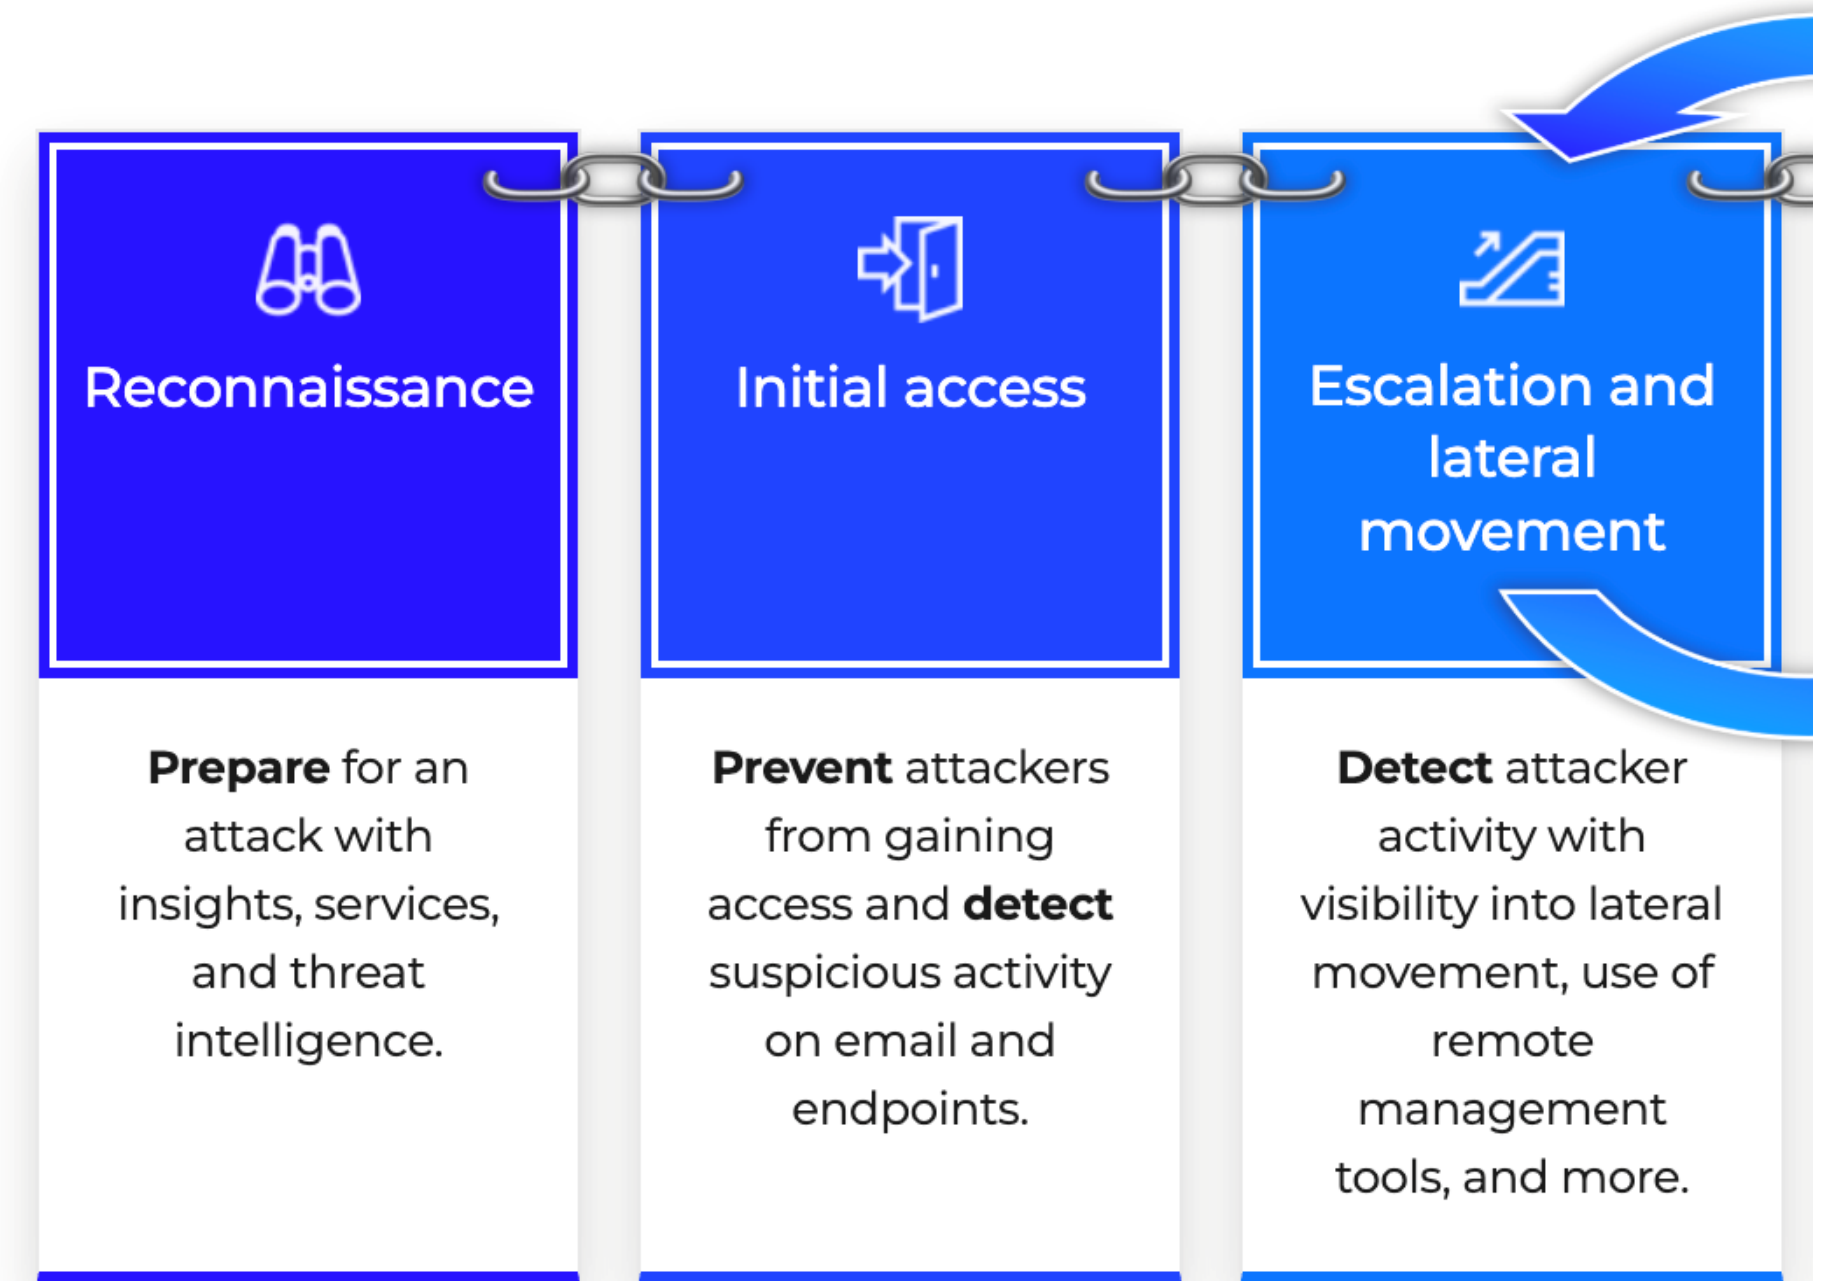 Reconnaissance
Prepare for an
attack with
insights, services,
and threat
intelligence.
Initial access
Prevent attackers
from gaining
access and detect
suspicious activity
on email and
endpoints.
Escalation and
lateral
movement
Detect attacker
activity with
visibility into lateral
movement, use of
remote
management
tools, and more.